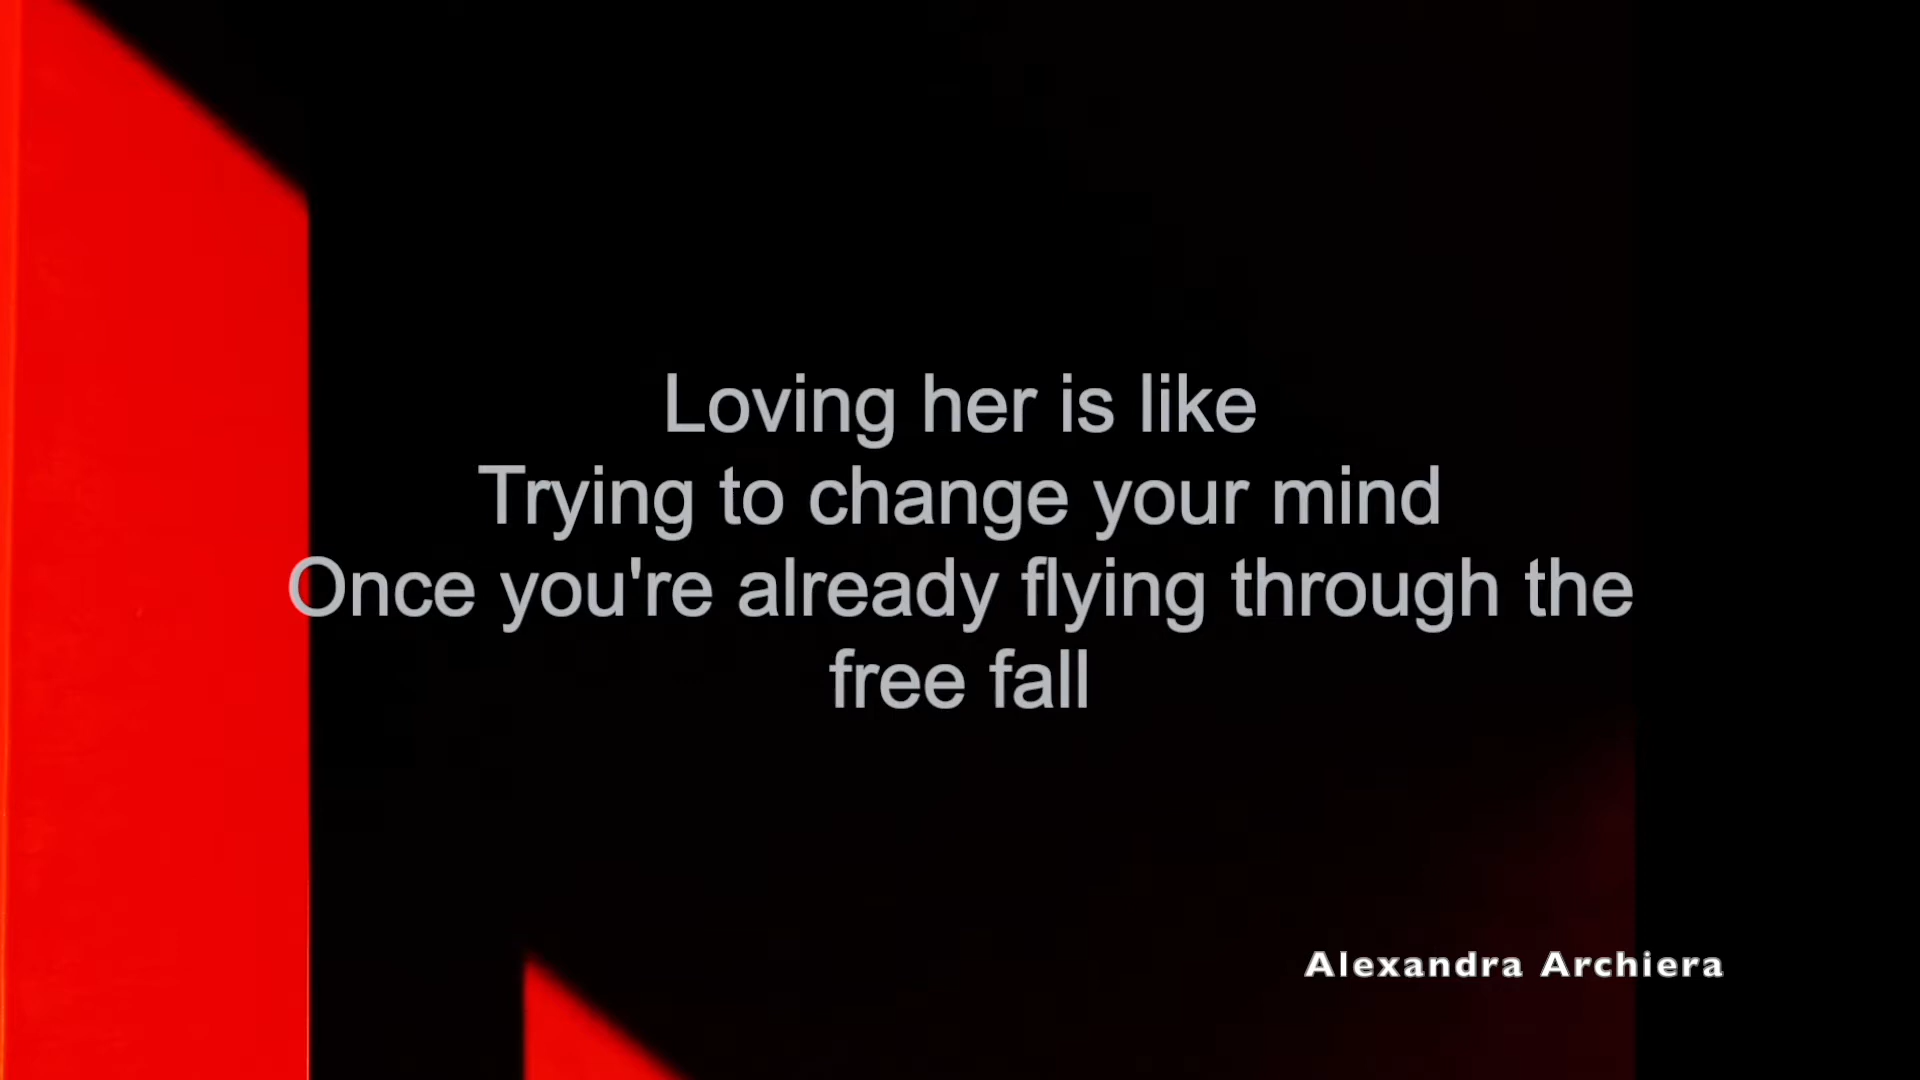 Loving her is like
Trying to change your mind
Once you're already flying through the
free fall
Alexandra Archiera